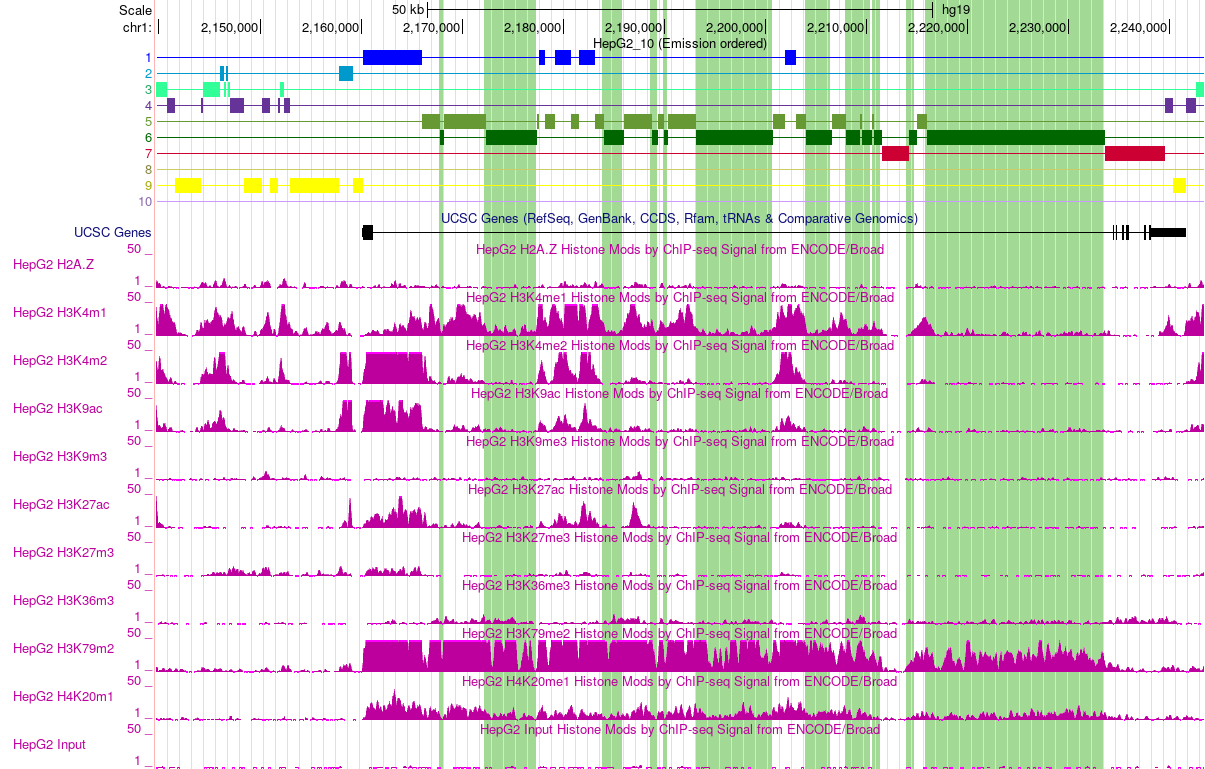 Scale 50 kb hg19
chr1: 2,150,000 2,160,000 2,170,000 2,180,000 2,190,000 2,200,000 2,210,000 2,220,000 2,230,000 2,240,000
HepG2_10 (Emission ordered)
1
2
3
4
5
6
7
8
9
10
UCSC Genes (RefSeq, GenBank, CCDS, Rfam, tRNAs & Comparative Genomics)
UCSC Genes
HepG2 H2A.Z Histone Mods by ChIP-seq Signal from ENCODE/Broad
50 _
HepG2 H2A.Z
1 _
HepG2 H3K4me1 Histone Mods by ChIP-seq Signal from ENCODE/Broad
50 _
HepG2 H3K4m1
1 _
HepG2 H3K4me2 Histone Mods by ChIP-seq Signal from ENCODE/Broad
50 _
HepG2 H3K4m2
1 _
HepG2 H3K9ac Histone Mods by ChIP-seq Signal from ENCODE/Broad
50 _
HepG2 H3K9ac
1 _
HepG2 H3K9me3 Histone Mods by ChIP-seq Signal from ENCODE/Broad
50 _
HepG2 H3K9m3
1 _
HepG2 H3K27ac Histone Mods by ChIP-seq Signal from ENCODE/Broad
50 _
HepG2 H3K27ac
1 _
HepG2 H3K27me3 Histone Mods by ChIP-seq Signal from ENCODE/Broad
50 _
HepG2 H3K27m3
1 _
HepG2 H3K36me3 Histone Mods by ChIP-seq Signal from ENCODE/Broad
50 _
HepG2 H3K36m3
1 _
HepG2 H3K79me2 Histone Mods by ChIP-seq Signal from ENCODE/Broad
50 _
HepG2 H3K79m2
1 _
HepG2 H4K20me1 Histone Mods by ChIP-seq Signal from ENCODE/Broad
50 _
HepG2 H4K20m1
1 _
HepG2 Input Histone Mods by ChIP-seq Signal from ENCODE/Broad
50 _
HepG2 Input
1 _